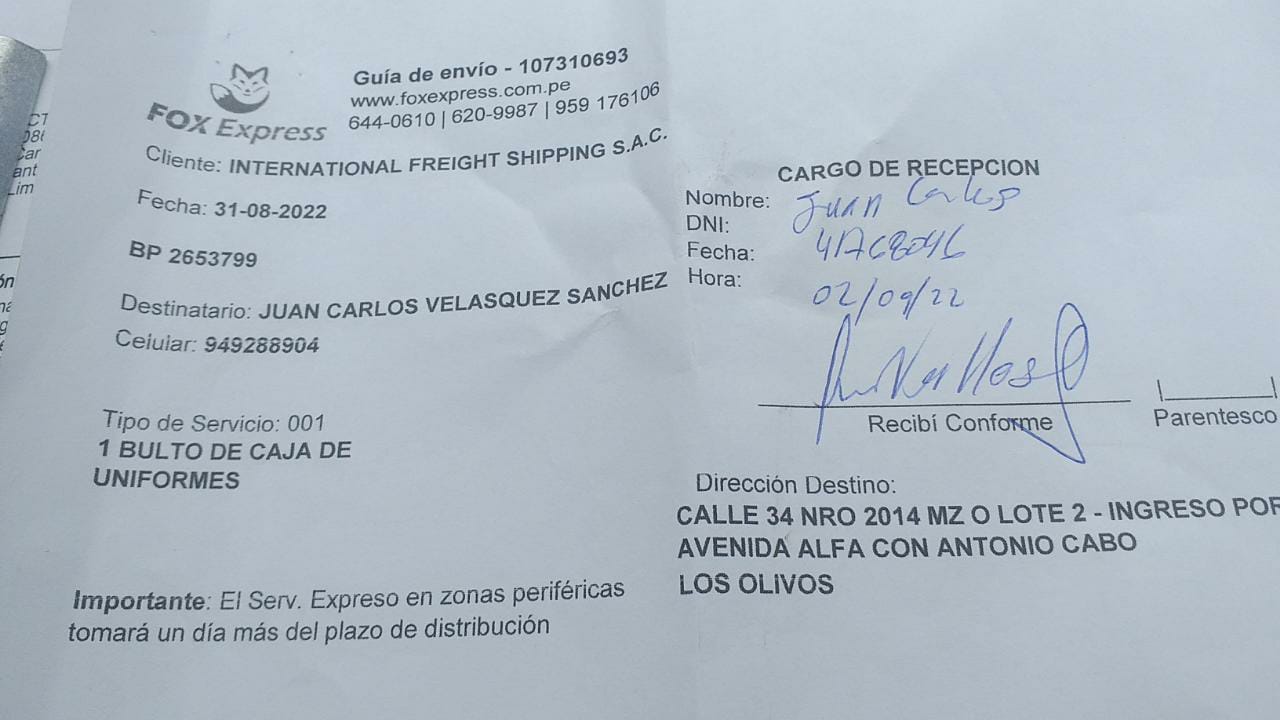 FOX Express
Guía de envío - 107310693
www.foxexpress.com.pe
644-0610 | 620-9987 | 959 176106
Cliente: INTERNATIONAL FREIGHT SHIPPING S.A.C.
Fecha: 31-08-2022
BP 2653799
Destinatario: JUAN CARLOS VELASQUEZ SANCHEZ
Celular: 949288904
Tipo de Servicio: 001
1 BULTO DE CAJA DE
UNIFORMES
Importante: El Serv. Expreso en zonas periféricas
tomará un día más del plazo de distribución
CARGO DE RECEPCION
Nombre: Juan Carlos
DNI: 41768046
Fecha: 02/09/22
Hora:
Recibí Conforme
Parentesco
Dirección Destino:
CALLE 34 NRO 2014 MZ O LOTE 2 - INGRESO POR
AVENIDA ALFA CON ANTONIO CABO
LOS OLIVOS